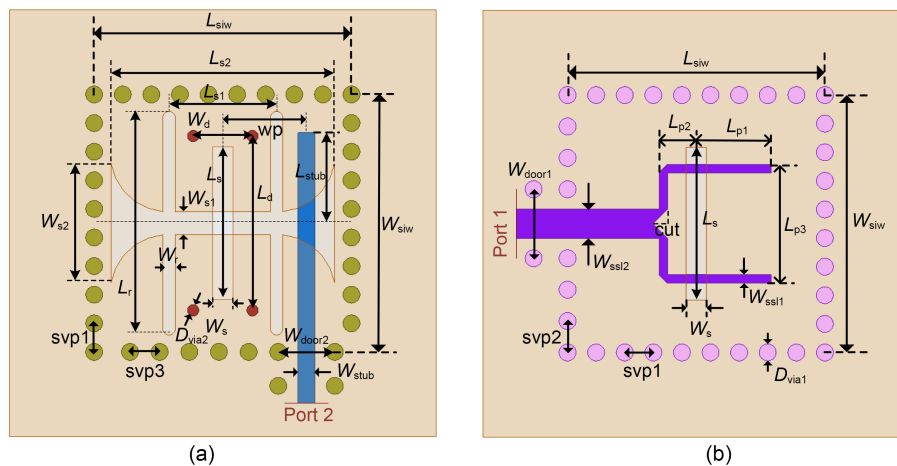 L_siw
L_s2
L_s1
W_d
wp
L_stub
L_s
L_d
W_s1
W_s2
W_siw
W_r
L_r
W_s
D_via2
W_door2
svp1
svp3
W_stub
Port 2
(a)
L_siw
L_p2
L_p1
W_door1
Port 1
cut
L_s
L_p3
W_siw
W_ssl2
W_ssl1
W_s
svp2
svp1
D_via1
(b)